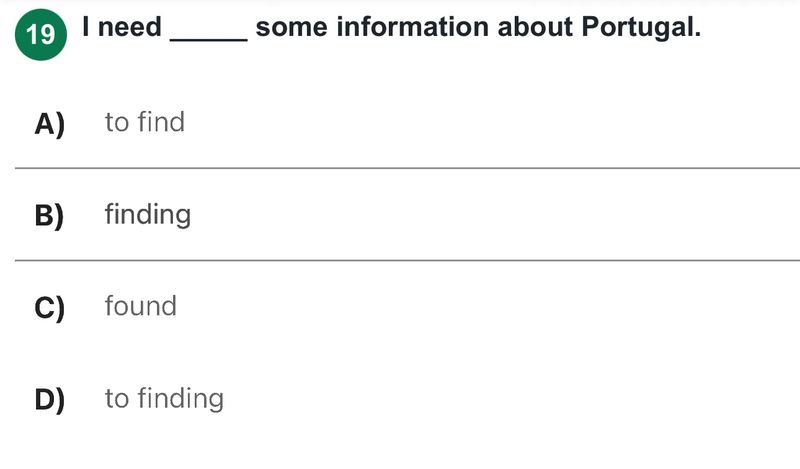 19 I need _____ some information about Portugal.
A) to find
B) finding
C) found
D) to finding